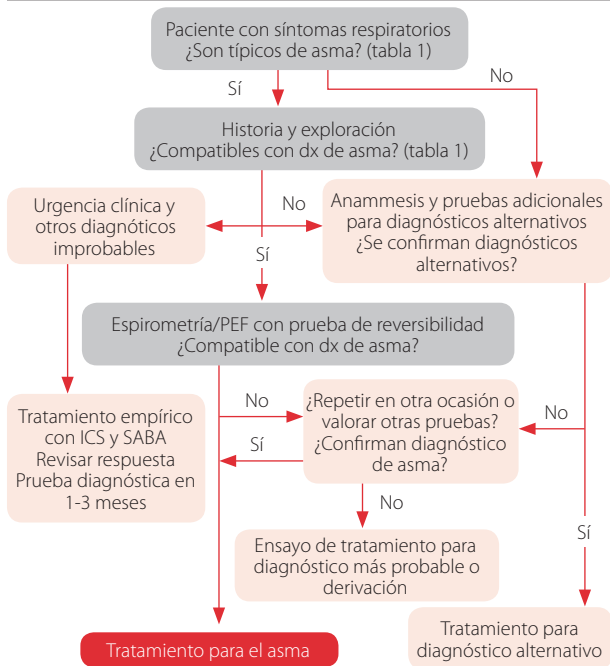 Paciente con síntomas respiratorios
¿Son típicos de asma? (tabla 1)
Sí
No
Historia y exploración
¿Compatibles con dx de asma? (tabla 1)
Urgencia clínica y
otros diagnóticos
improbables
No
Anammesis y pruebas adicionales
para diagnósticos alternativos
¿Se confirman diagnósticos
alternativos?
Sí
Espirometría/PEF con prueba de reversibilidad
¿Compatible con dx de asma?
Tratamiento empírico
con ICS y SABA
Revisar respuesta
Prueba diagnóstica en
1-3 meses
No
Sí
¿Repetir en otra ocasión o
valorar otras pruebas?
¿Confirman diagnóstico
de asma?
No
No
Ensayo de tratamiento para
diagnóstico más probable o
derivación
Sí
Tratamiento para el asma
Tratamiento para
diagnóstico alternativo